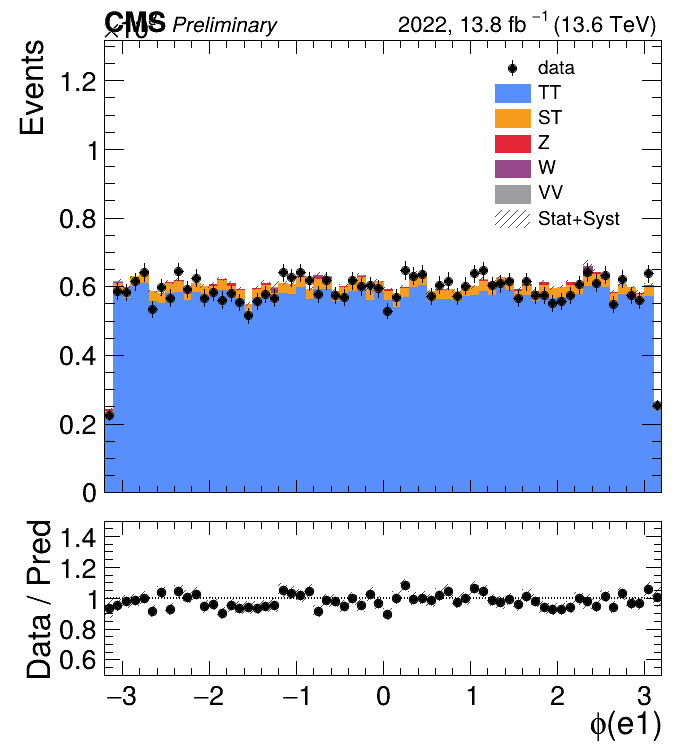 CMS Preliminary 2022, 13.8 fb⁻¹ (13.6 TeV)
Events
1.2
1
0.8
0.6
0.4
0.2
0
data
TT
ST
Z
W
VV
Stat+Syst
Data / Pred
1.4
1.2
1
0.8
0.6
−3 −2 −1 0 1 2 3
ϕ(e1)